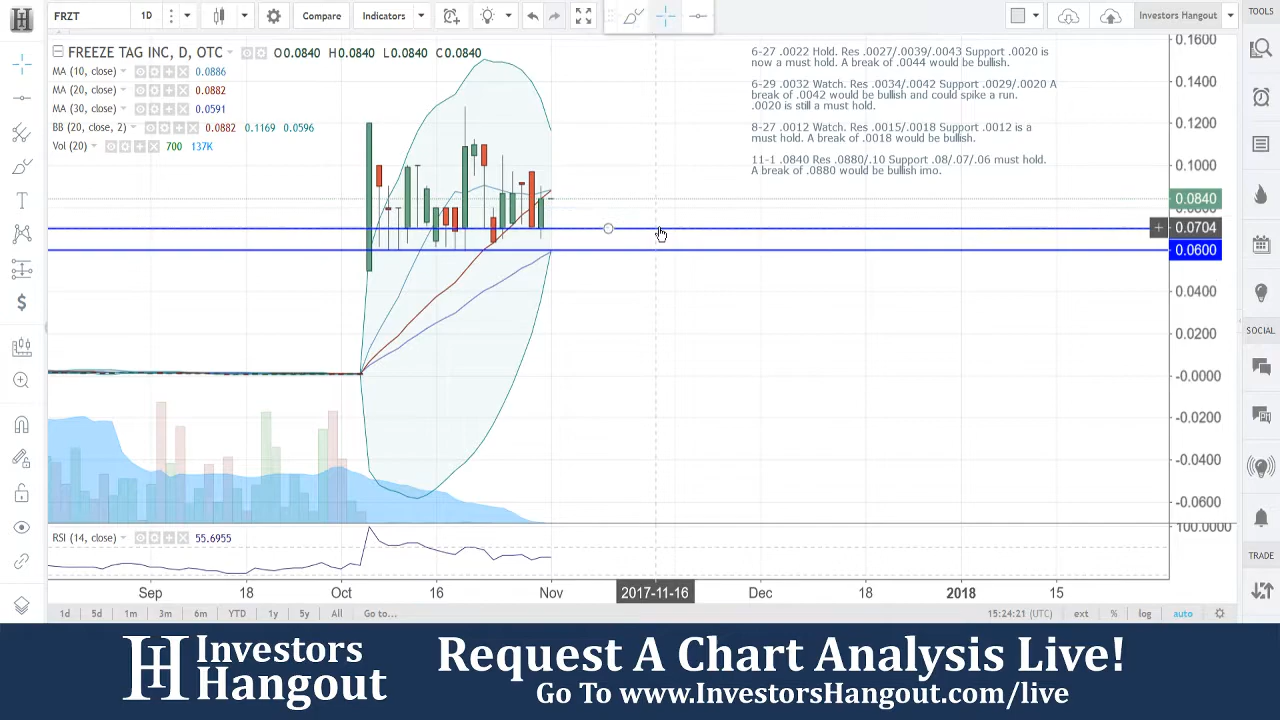 FRZT 1D Compare Indicators Investors Hangout TOOLS
FREEZE TAG INC, D, OTC O0.0840 H0.0840 L0.0840 C0.0840
MA (10, close) 0.0886
MA (20, close) 0.0882
MA (30, close) 0.0591
BB (20, close, 2) 0.0882 0.1169 0.0596
Vol (20) 700 137K
6-27 .0022 Hold. Res .0027/.0039/.0043 Support .0020 is
now a must hold. A break of .0044 would be bullish.
6-29 .0032 Watch. Res .0034/.0042 Support .0029/.0020 A
break of .0042 would be bullish and could spike a run.
.0020 is still a must hold.
8-27 .0012 Watch. Res .0015/.0018 Support .0012 is a
must hold. A break of .0018 would be bullish.
11-1 .0840 Res .0880/.10 Support .08/.07/.06 must hold.
A break of .0880 would be bullish imo.
0.1600
0.1400
0.1200
0.1000
0.0840
0.0704
0.0600
0.0400
0.0200
-0.0000
-0.0200
-0.0400
-0.0600
100.0000
SOCIAL
TRADE
RSI (14, close) 55.6955
Sep 18 Oct 16 Nov 2017-11-16 Dec 18 2018 15
1d 5d 1m 3m 6m YTD 1y 5y All Go to... 15:24:21 (UTC) ext % log auto
Investors
Hangout
Request A Chart Analysis Live!
Go To www.InvestorsHangout.com/live